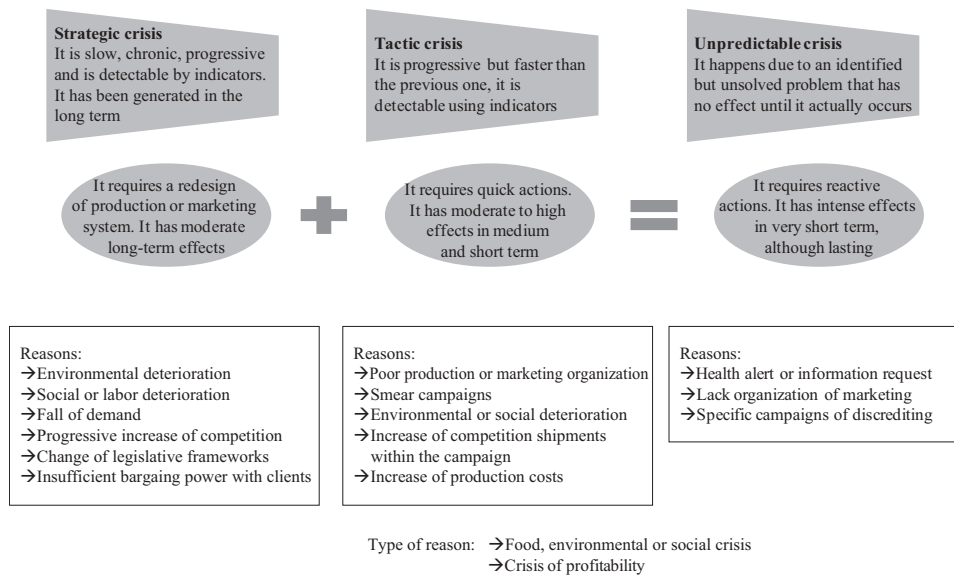 Strategic crisis
It is slow, chronic, progressive
and is detectable by indicators.
It has been generated in the
long term
Tactic crisis
It is progressive but faster than
the previous one, it is
detectable using indicators
Unpredictable crisis
It happens due to an identified
but unsolved problem that has
no effect until it actually occurs
It requires a redesign
of production or marketing
system. It has moderate
long-term effects
+
It requires quick actions.
It has moderate to high
effects in medium
and short term
=
It requires reactive
actions. It has intense effects
in very short term,
although lasting
Reasons:
→Environmental deterioration
→Social or labor deterioration
→Fall of demand
→Progressive increase of competition
→Change of legislative frameworks
→Insufficient bargaing power with clients
Reasons:
→Poor production or marketing organization
→Smear campaigns
→Environmental or social deterioration
→Increase of competition shipments
within the campaign
→Increase of production costs
Reasons:
→Health alert or information request
→Lack organization of marketing
→Specific campaigns of discrediting
Type of reason: →Food, environmental or social crisis
→Crisis of profitability